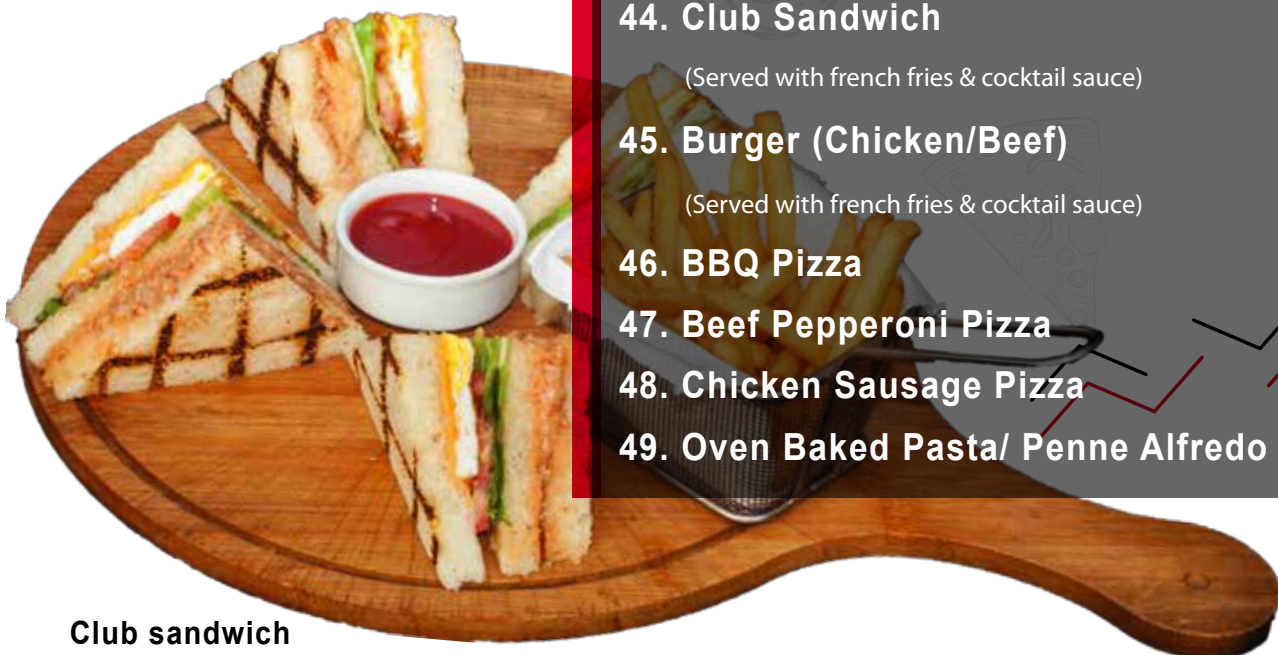 44. Club Sandwich
(Served with french fries & cocktail sauce)
45. Burger (Chicken/Beef)
(Served with french fries & cocktail sauce)
46. BBQ Pizza
47. Beef Pepperoni Pizza
48. Chicken Sausage Pizza
49. Oven Baked Pasta/ Penne Alfredo
Club sandwich